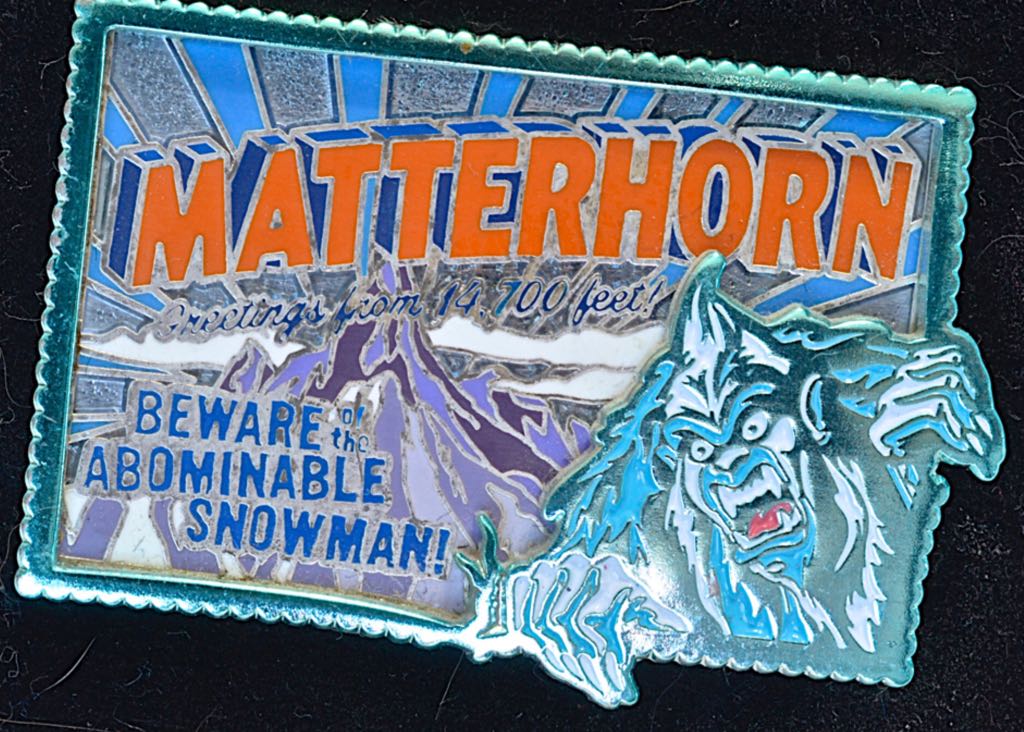 MATTERHORN
Greetings from 14,700 feet!
BEWARE of
the
ABOMINABLE
SNOWMAN!